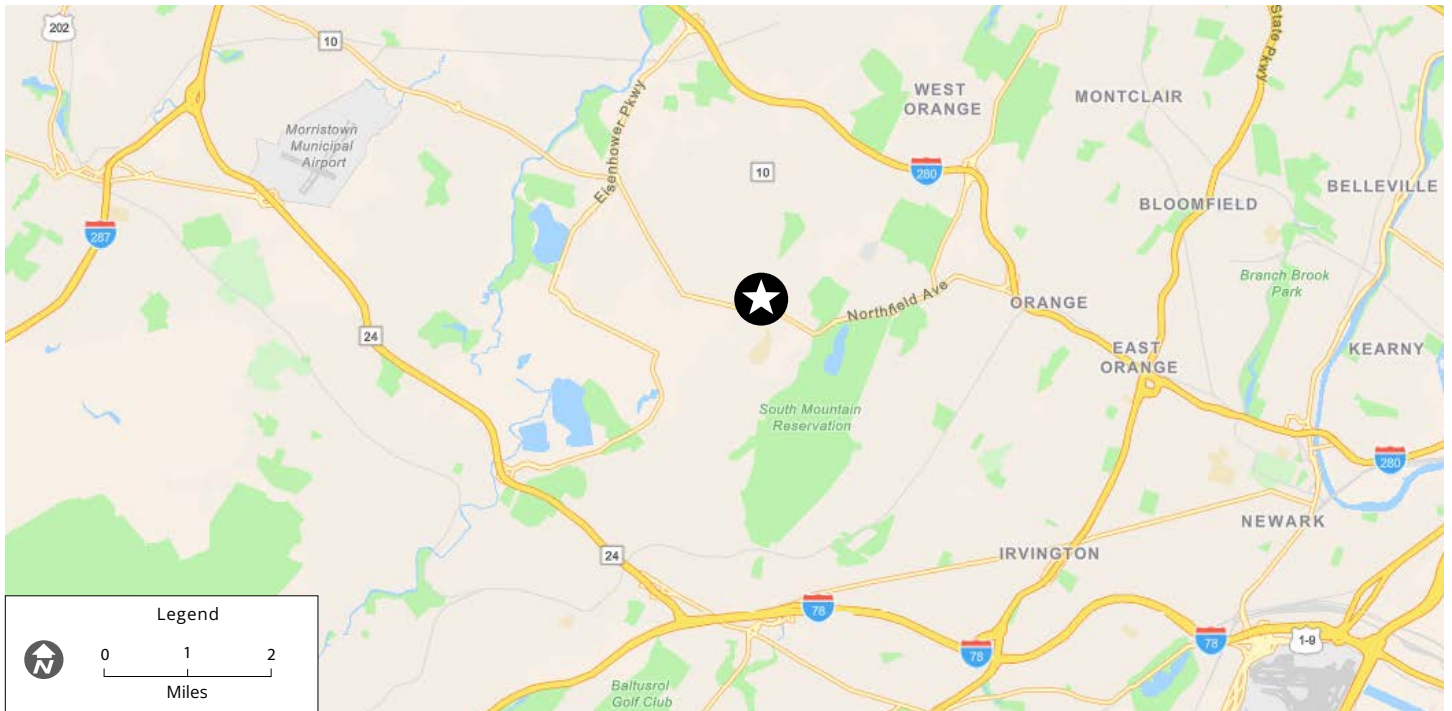 202
10
State Pkwy
Morristown
Municipal
Airport
Eisenhower Pkwy
WEST
ORANGE
MONTCLAIR
10
280
BELLEVILLE
BLOOMFIELD
287
Branch Brook
Park
Northfield Ave
ORANGE
24
EAST
ORANGE
KEARNY
South Mountain
Reservation
280
NEWARK
24
IRVINGTON
78
78
78
1-9
Baltusrol
Golf Club
Legend
N
0 1 2
Miles